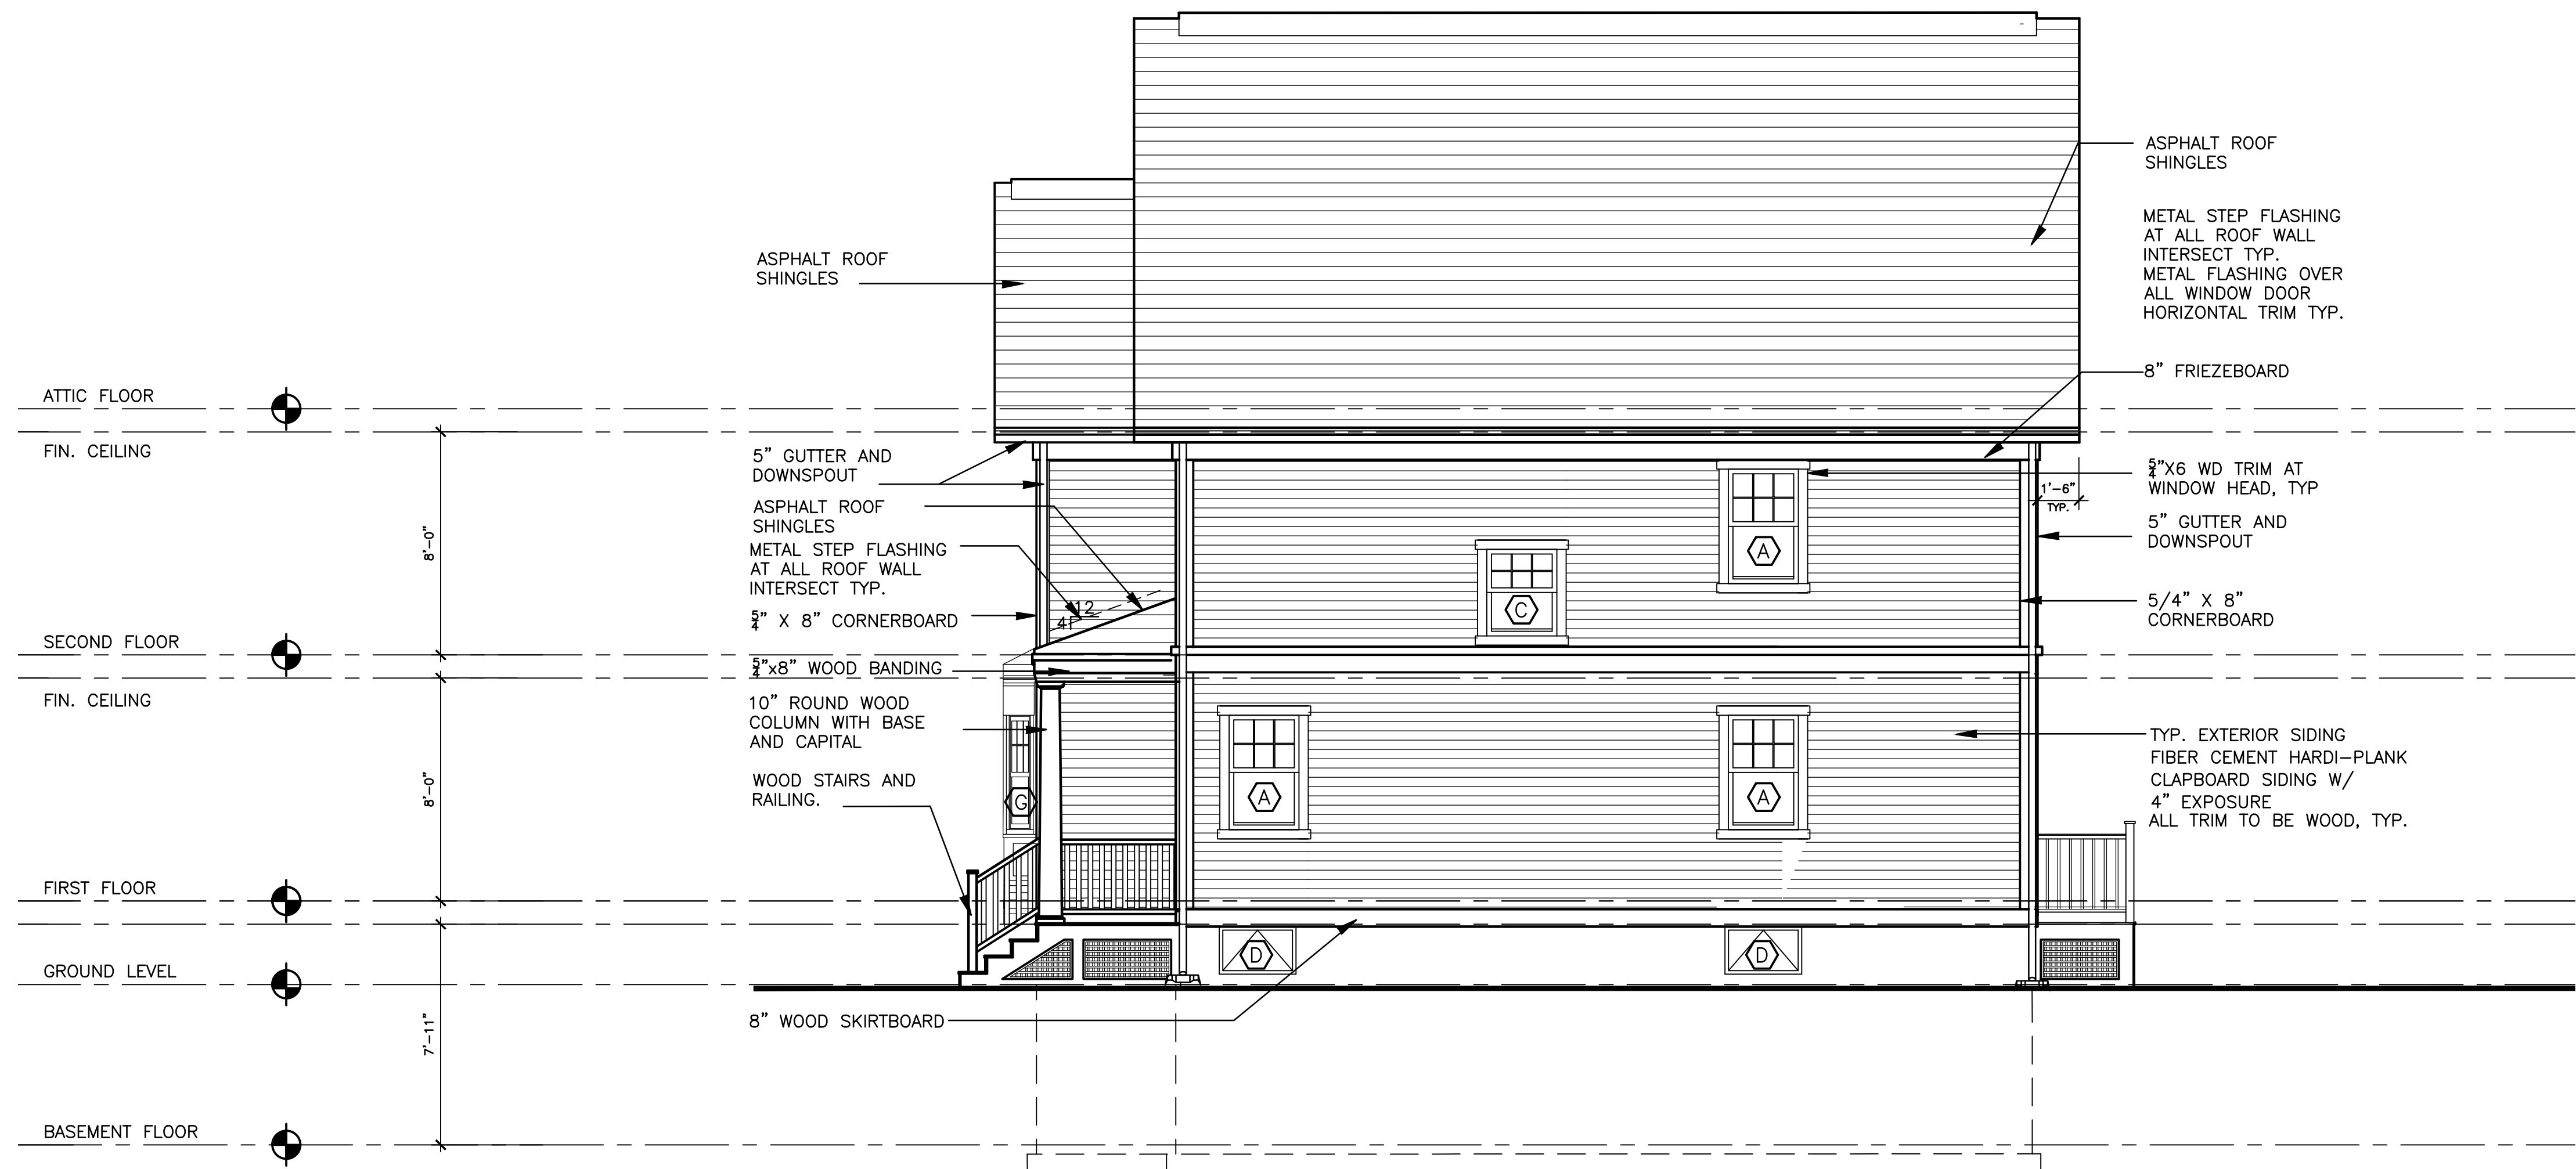 ASPHALT ROOF
SHINGLES
METAL STEP FLASHING
AT ALL ROOF WALL
INTERSECT TYP.
METAL FLASHING OVER
ALL WINDOW DOOR
HORIZONTAL TRIM TYP.
ASPHALT ROOF
SHINGLES
8" FRIEZEBOARD
ATTIC FLOOR
FIN. CEILING
8'-0"
5" GUTTER AND
DOWNSPOUT
ASPHALT ROOF
SHINGLES
METAL STEP FLASHING
AT ALL ROOF WALL
INTERSECT TYP.
5/4" X 8" CORNERBOARD
12
4
A
C
5/4"X6 WD TRIM AT
WINDOW HEAD, TYP
1'-6"
TYP.
5" GUTTER AND
DOWNSPOUT
5/4" X 8"
CORNERBOARD
SECOND FLOOR
FIN. CEILING
8'-0"
5/4"x8" WOOD BANDING
10" ROUND WOOD
COLUMN WITH BASE
AND CAPITAL
WOOD STAIRS AND
RAILING.
G
A
A
TYP. EXTERIOR SIDING
FIBER CEMENT HARDI-PLANK
CLAPBOARD SIDING W/
4" EXPOSURE
ALL TRIM TO BE WOOD, TYP.
FIRST FLOOR
GROUND LEVEL
D
D
8" WOOD SKIRTBOARD
7'-11"
BASEMENT FLOOR